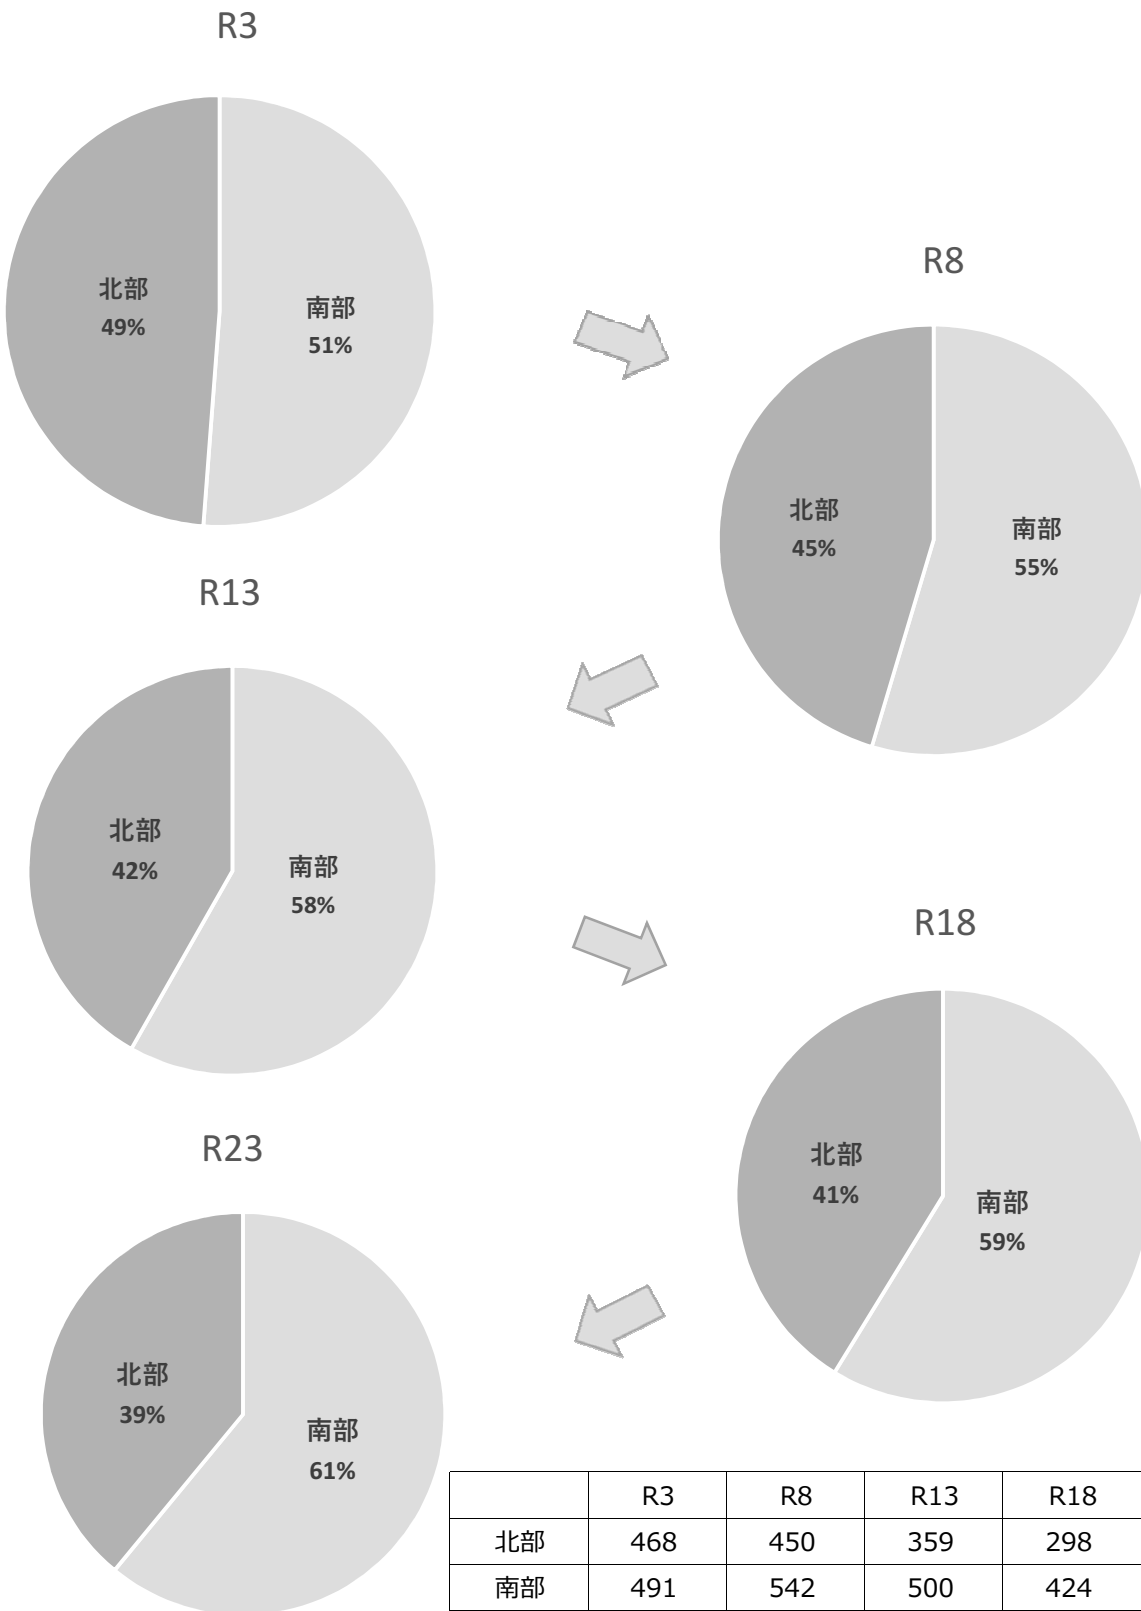 R3
北部
49%
南部
51%
R8
北部
45%
南部
55%
R13
北部
42%
南部
58%
R18
北部
41%
南部
59%
R23
北部
39%
南部
61%
R3 R8 R13 R18
北部 468 450 359 298
南部 491 542 500 424